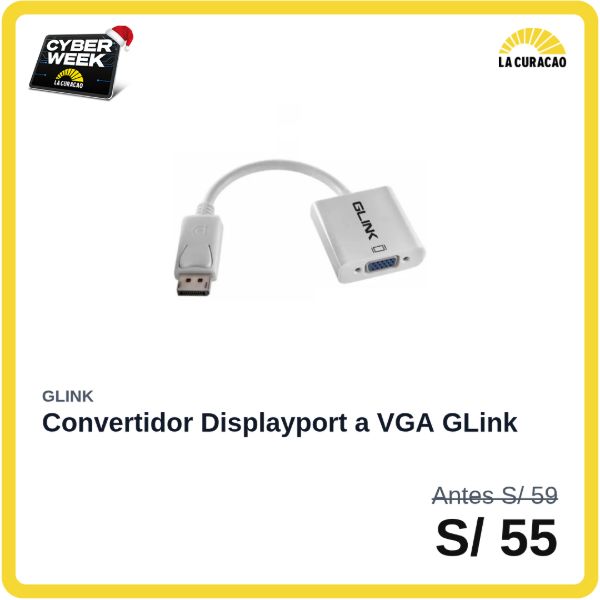 CYBER
WEEK
LA CURACAO
LA CURACAO
GLINK
GLINK
Convertidor Displayport a VGA GLink
Antes S/ 59
S/ 55